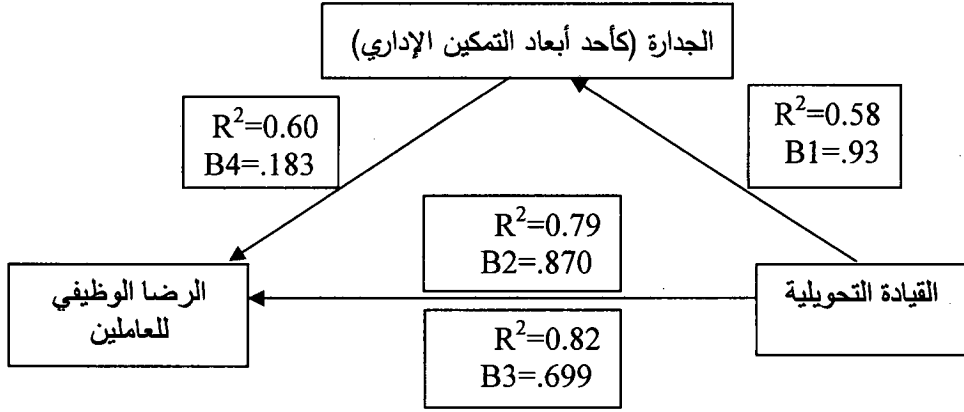 الجدارة (كأحد أبعاد التمكين الإداري)
R²=0.58
B1=.93
R²=0.60
B4=.183
R²=0.79
B2=.870
القيادة التحويلية
الرضا الوظيفي
للعاملين
R²=0.82
B3=.699